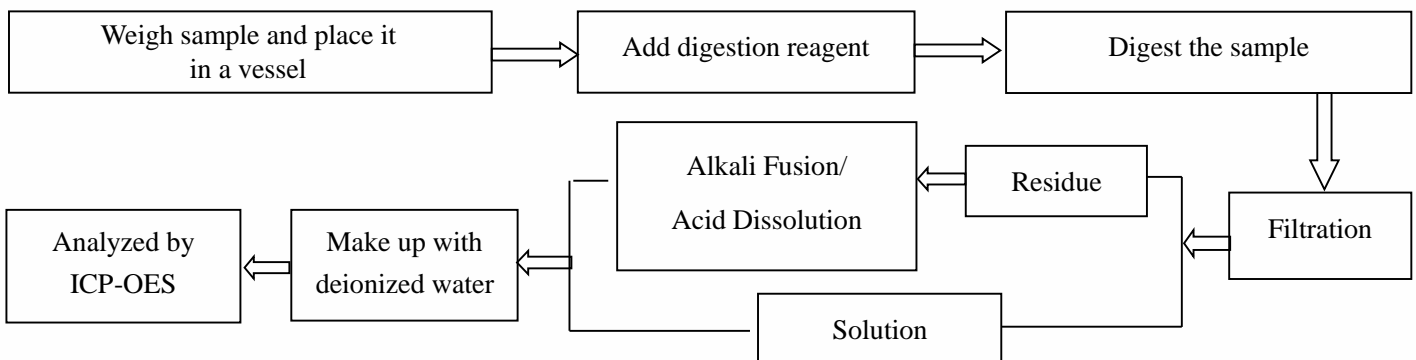 Weigh sample and place it
in a vessel
Add digestion reagent
Digest the sample
Filtration
Residue
Alkali Fusion/
Acid Dissolution
Solution
Make up with
deionized water
Analyzed by
ICP-OES